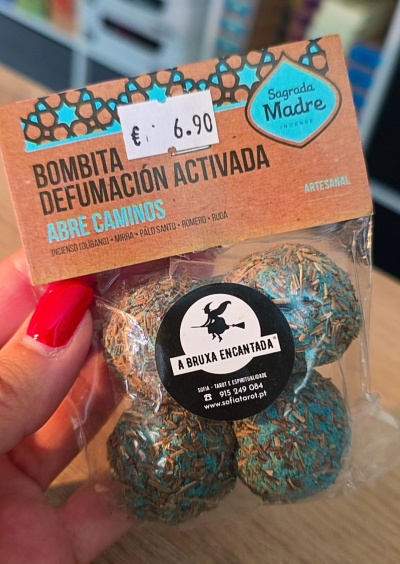 Sagrada
Madre
INCENSE
€ 6.90
BOMBITA
DEFUMACIÓN ACTIVADA
ABRE CAMINOS
INCIENSO (OLÍBANO) • MIRRA • PALO SANTO • ROMERO • RUDA
ARTESANAL
A BRUXA ENCANTADA
SOFIA - TAROT E ESPIRITUALIDADE
☎ 915 249 084
www.sofiatarot.pt